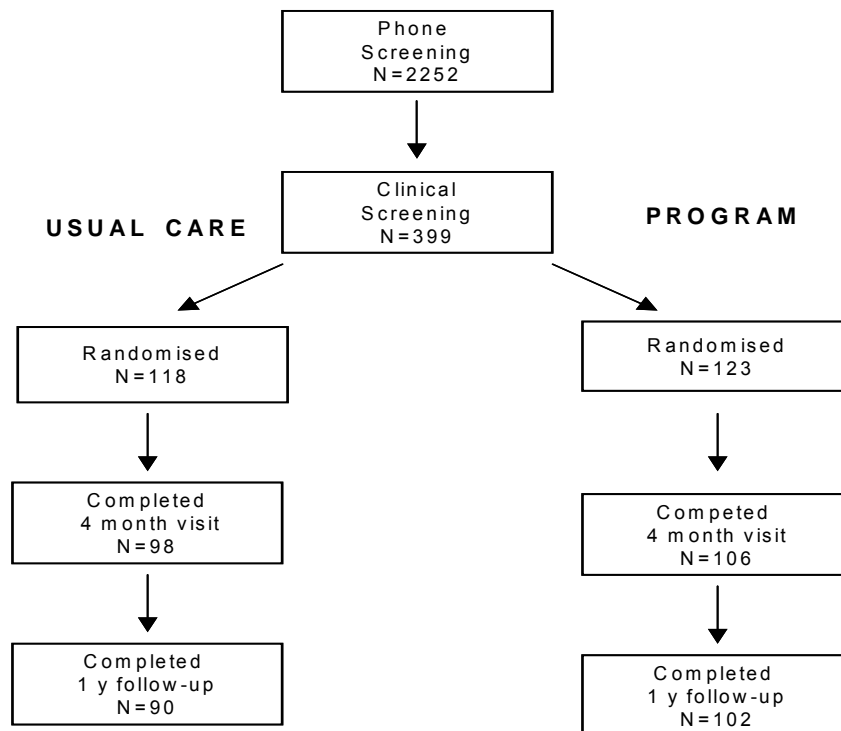 Phone
Screening
N=2252
Clinical
Screening
N=399
USUAL CARE
PROGRAM
Randomised
N=118
Randomised
N=123
Completed
4 month visit
N=98
Competed
4 month visit
N=106
Completed
1 y follow-up
N=90
Completed
1 y follow-up
N=102